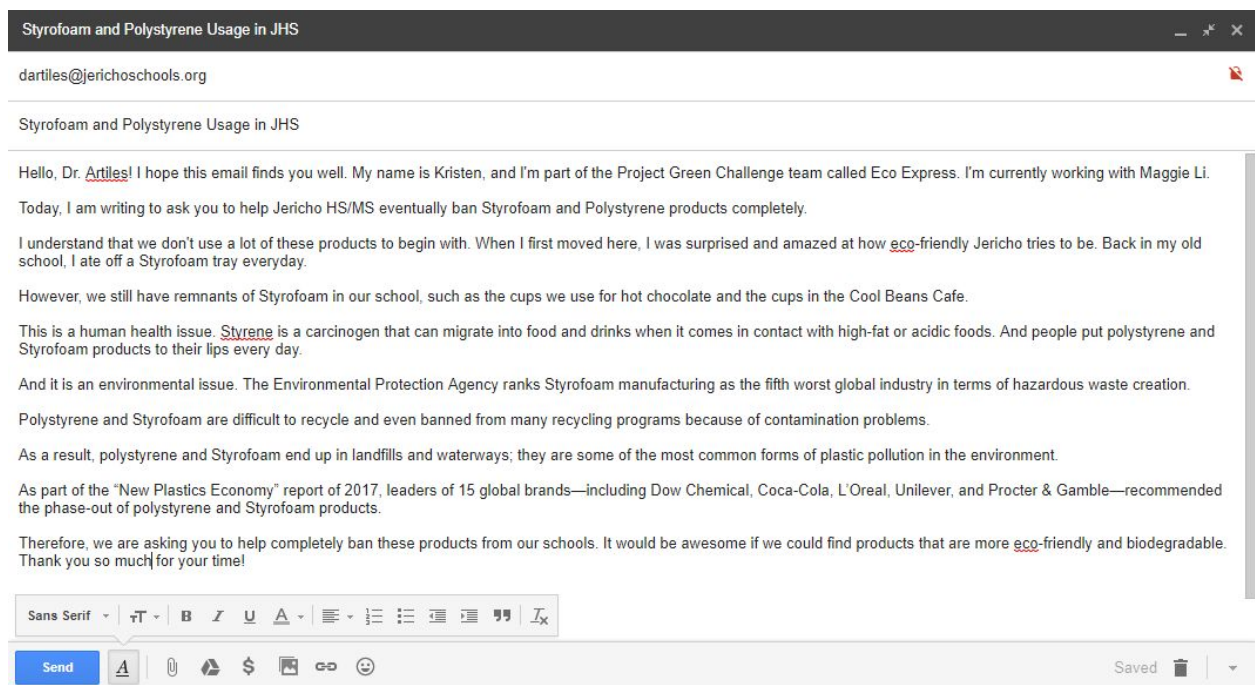 Styrofoam and Polystyrene Usage in JHS
dartiles@jerichoschools.org
Styrofoam and Polystyrene Usage in JHS
Hello, Dr. Artiles! I hope this email finds you well. My name is Kristen, and I'm part of the Project Green Challenge team called Eco Express. I'm currently working with Maggie Li.
Today, I am writing to ask you to help Jericho HS/MS eventually ban Styrofoam and Polystyrene products completely.
I understand that we don't use a lot of these products to begin with. When I first moved here, I was surprised and amazed at how eco-friendly Jericho tries to be. Back in my old
school, I ate off a Styrofoam tray everyday.
However, we still have remnants of Styrofoam in our school, such as the cups we use for hot chocolate and the cups in the Cool Beans Cafe.
This is a human health issue. Styrene is a carcinogen that can migrate into food and drinks when it comes in contact with high-fat or acidic foods. And people put polystyrene and
Styrofoam products to their lips every day.
And it is an environmental issue. The Environmental Protection Agency ranks Styrofoam manufacturing as the fifth worst global industry in terms of hazardous waste creation.
Polystyrene and Styrofoam are difficult to recycle and even banned from many recycling programs because of contamination problems.
As a result, polystyrene and Styrofoam end up in landfills and waterways; they are some of the most common forms of plastic pollution in the environment.
As part of the “New Plastics Economy” report of 2017, leaders of 15 global brands—including Dow Chemical, Coca-Cola, L'Oreal, Unilever, and Procter & Gamble—recommended
the phase-out of polystyrene and Styrofoam products.
Therefore, we are asking you to help completely ban these products from our schools. It would be awesome if we could find products that are more eco-friendly and biodegradable.
Thank you so much for your time!
Sans Serif
Send
Saved